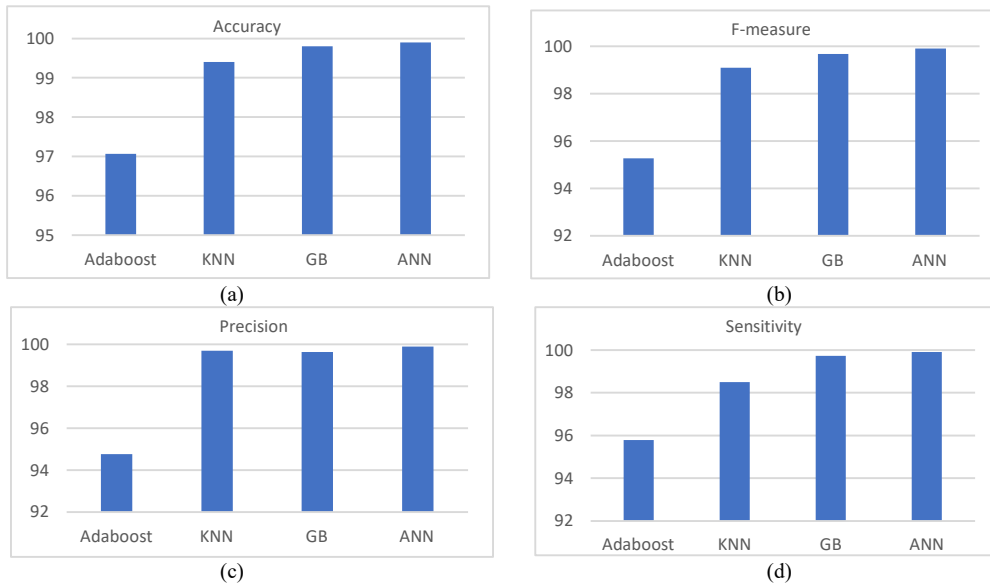 Accuracy
100
99
98
97
96
95
Adaboost KNN GB ANN
(a)
F-measure
100
98
96
94
92
Adaboost KNN GB ANN
(b)
Precision
100
98
96
94
92
Adaboost KNN GB ANN
(c)
Sensitivity
100
98
96
94
92
Adaboost KNN GB ANN
(d)